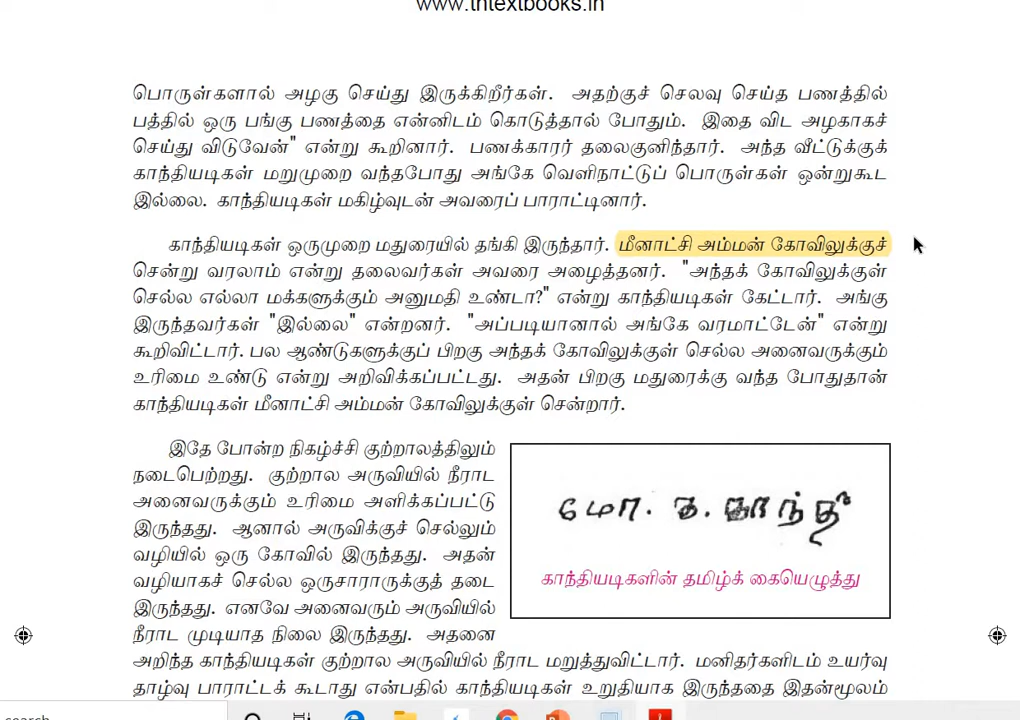 www.tntextbooks.in
பொருள்களால் அழகு செய்து இருக்கிறீர்கள். அதற்குச் செலவு செய்த பணத்தில்
பத்தில் ஒரு பங்கு பணத்தை என்னிடம் கொடுத்தால் போதும். இதை விட அழகாகச்
செய்து விடுவேன்" என்று கூறினார். பணக்காரர் தலைகுனிந்தார். அந்த வீட்டுக்குக்
காந்தியடிகள் மறுமுறை வந்தபோது அங்கே வெளிநாட்டுப் பொருள்கள் ஒன்றுகூட
இல்லை. காந்தியடிகள் மகிழ்வுடன் அவரைப் பாராட்டினார்.
காந்தியடிகள் ஒருமுறை மதுரையில் தங்கி இருந்தார். மீனாட்சி அம்மன் கோவிலுக்குச்
சென்று வரலாம் என்று தலைவர்கள் அவரை அழைத்தனர். "அந்தக் கோவிலுக்குள்
செல்ல எல்லா மக்களுக்கும் அனுமதி உண்டா?" என்று காந்தியடிகள் கேட்டார். அங்கு
இருந்தவர்கள் "இல்லை" என்றனர். "அப்படியானால் அங்கே வரமாட்டேன்" என்று
கூறிவிட்டார். பல ஆண்டுகளுக்குப் பிறகு அந்தக் கோவிலுக்குள் செல்ல அனைவருக்கும்
உரிமை உண்டு என்று அறிவிக்கப்பட்டது. அதன் பிறகு மதுரைக்கு வந்த போதுதான்
காந்தியடிகள் மீனாட்சி அம்மன் கோவிலுக்குள் சென்றார்.
இதே போன்ற நிகழ்ச்சி குற்றாலத்திலும்
நடைபெற்றது. குற்றால அருவியில் நீராட
அனைவருக்கும் உரிமை அளிக்கப்பட்டு
இருந்தது. ஆனால் அருவிக்குச் செல்லும்
வழியில் ஒரு கோவில் இருந்தது. அதன்
வழியாகச் செல்ல ஒருசாராருக்குத் தடை
இருந்தது. எனவே அனைவரும் அருவியில்
நீராட முடியாத நிலை இருந்தது. அதனை
அறிந்த காந்தியடிகள் குற்றால அருவியில் நீராட மறுத்துவிட்டார். மனிதர்களிடம் உயர்வு
தாழ்வு பாராட்டக் கூடாது என்பதில் காந்தியடிகள் உறுதியாக இருந்ததை இதன்மூலம்
மோ. க. காந்தி
காந்தியடிகளின் தமிழ்க் கையெழுத்து
search